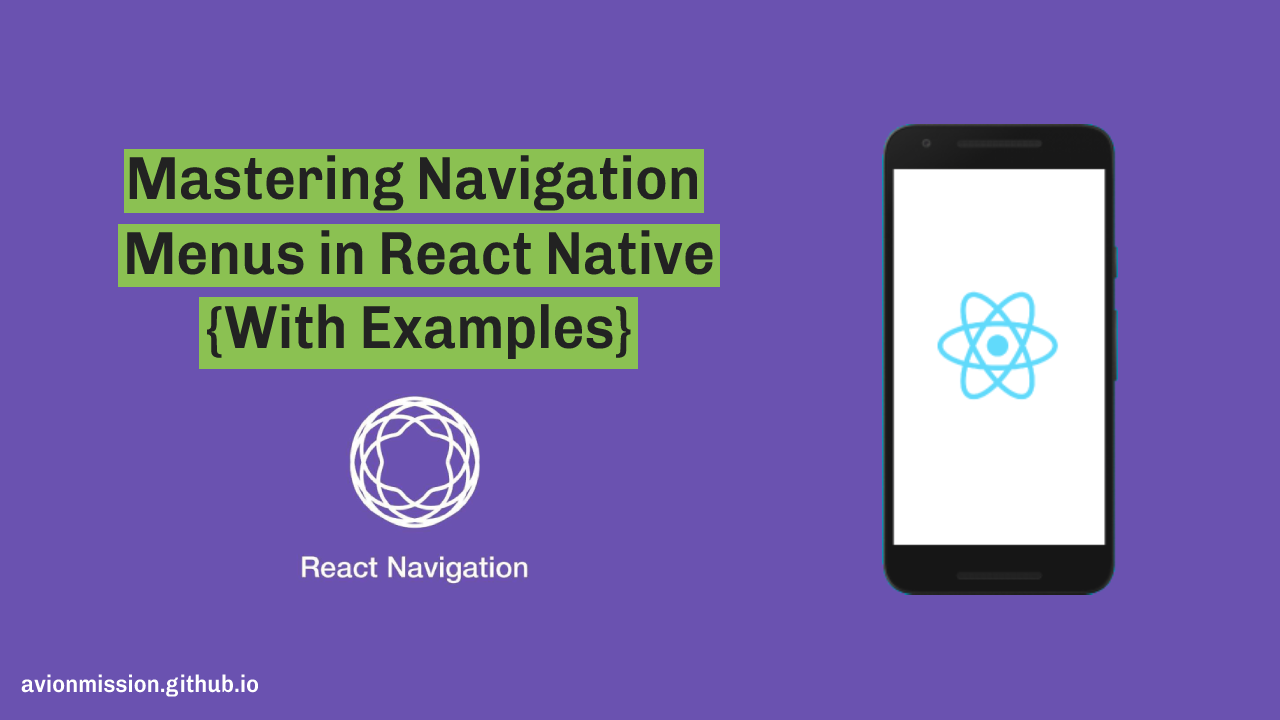 Mastering Navigation
Menus in React Native
{With Examples}
React Navigation
avionmission.github.io